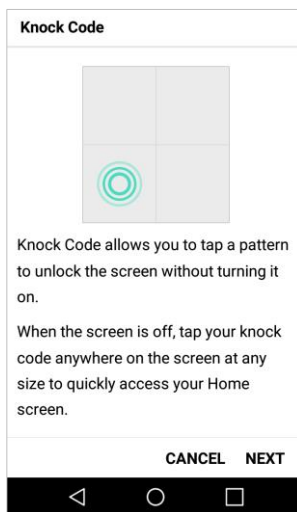 Knock Code
Knock Code allows you to tap a pattern
to unlock the screen without turning it
on.
When the screen is off, tap your knock
code anywhere on the screen at any
size to quickly access your Home
screen.
CANCEL NEXT